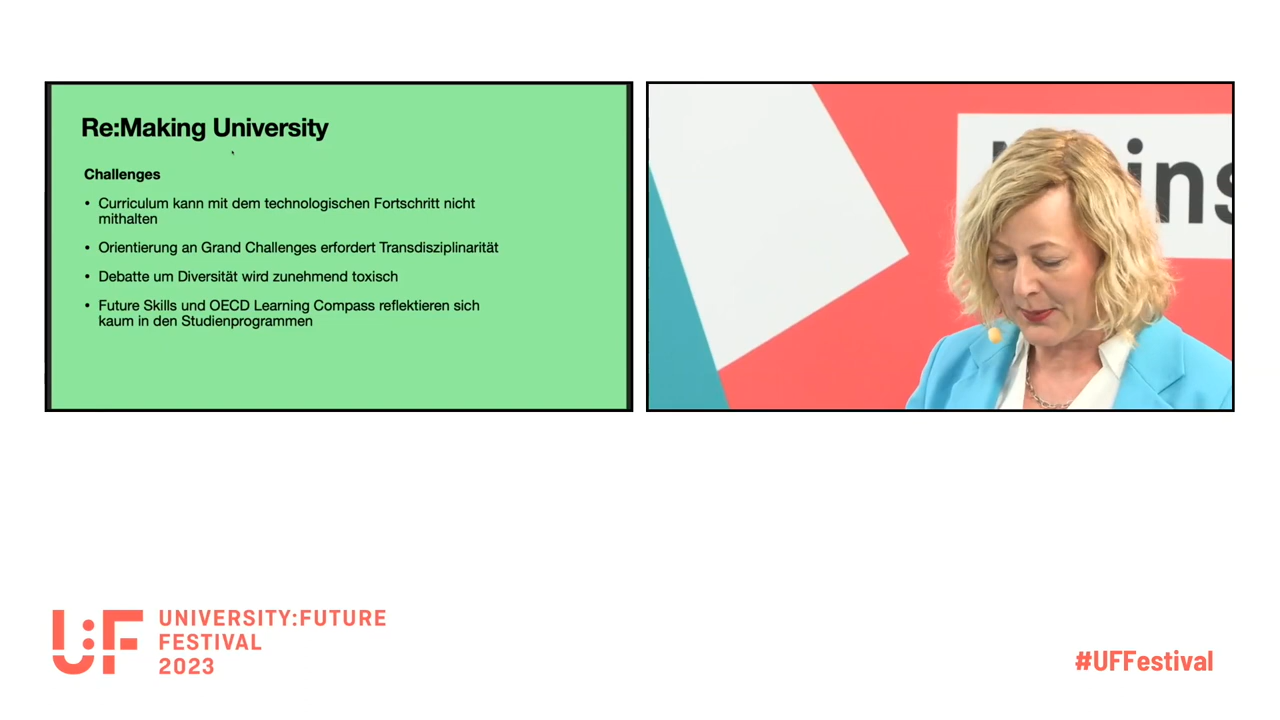 Re:Making University
Challenges
• Curriculum kann mit dem technologischen Fortschritt nicht
mithalten
• Orientierung an Grand Challenges erfordert Transdisziplinarität
• Debatte um Diversität wird zunehmend toxisch
• Future Skills und OECD Learning Compass reflektieren sich
kaum in den Studienprogrammen
U:F
UNIVERSITY:FUTURE
FESTIVAL
2023
#UFFestival